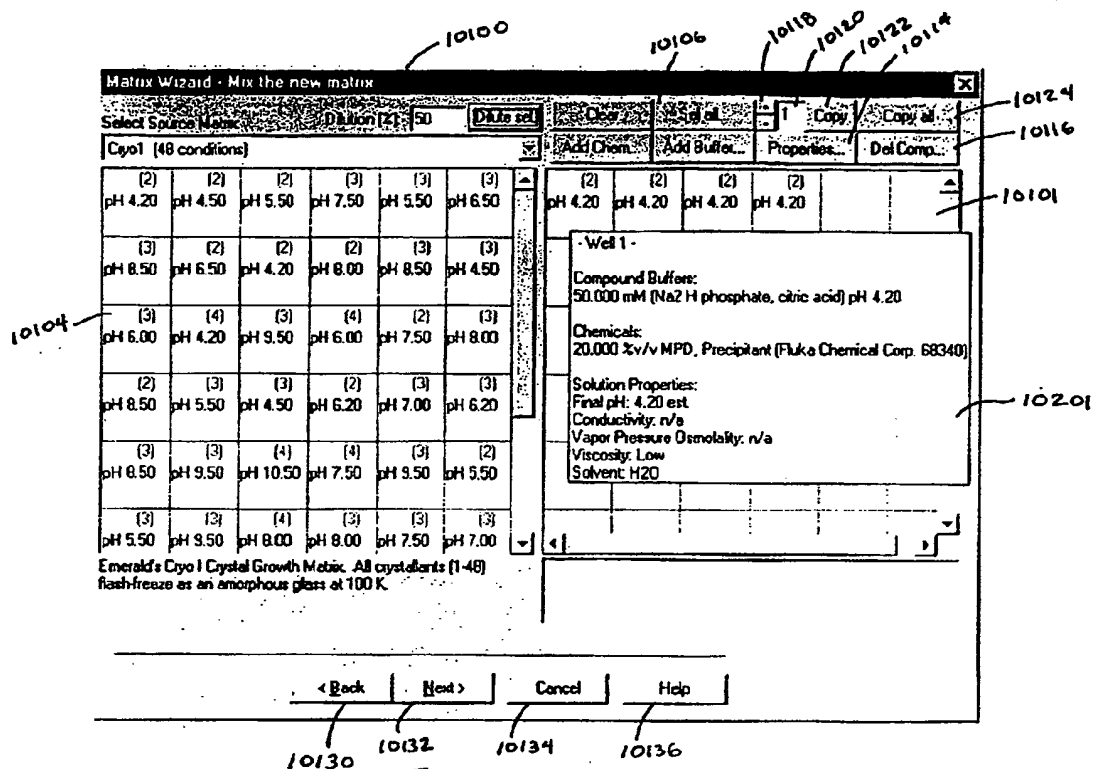 10100
10106
10118
10120
10122
10114
Matrix Wizard - Mix the new matrix
Select Source Matrix Dilution [%]: 50 Dilute sel
Clear Sel all 1 Copy Copy all
10124
Cryo1 (48 conditions)
Add Chem... Add Buffer... Properties... Del Comp...
10116
(2) (2) (2) (3) (3) (3)
pH 4.20 pH 4.50 pH 5.50 pH 7.50 pH 5.50 pH 6.50
(2) (2) (2) (2)
pH 4.20 pH 4.20 pH 4.20 pH 4.20
10101
(3) (2) (2) (2) (3) (3)
pH 8.50 pH 6.50 pH 4.20 pH 8.00 pH 8.50 pH 4.50
(3) (4) (3) (4) (2) (3)
pH 6.00 pH 4.20 pH 9.50 pH 6.00 pH 7.50 pH 8.00
10104
(2) (3) (3) (2) (3) (3)
pH 8.50 pH 5.50 pH 4.50 pH 6.20 pH 7.00 pH 6.20
(3) (3) (4) (4) (3) (2)
pH 8.50 pH 9.50 pH 10.50 pH 7.50 pH 9.50 pH 5.50
(3) (3) (4) (3) (3) (3)
pH 5.50 pH 9.50 pH 8.00 pH 8.00 pH 7.50 pH 7.00
- Well 1 -
Compound Buffers:
50.000 mM (Na2 H phosphate, citric acid) pH 4.20
Chemicals:
20.000 %v/v MPD, Precipitant (Fluka Chemical Corp. 68340)
Solution Properties:
Final pH: 4.20 est.
Conductivity: n/a
Vapor Pressure Osmolality: n/a
Viscosity: Low
Solvent: H2O
10201
Emerald's Cryo I Crystal Growth Matrix. All crystallants (1-48)
flash-freeze as an amorphous glass at 100 K.
< Back Next > Cancel Help
10130
10132
10134
10136